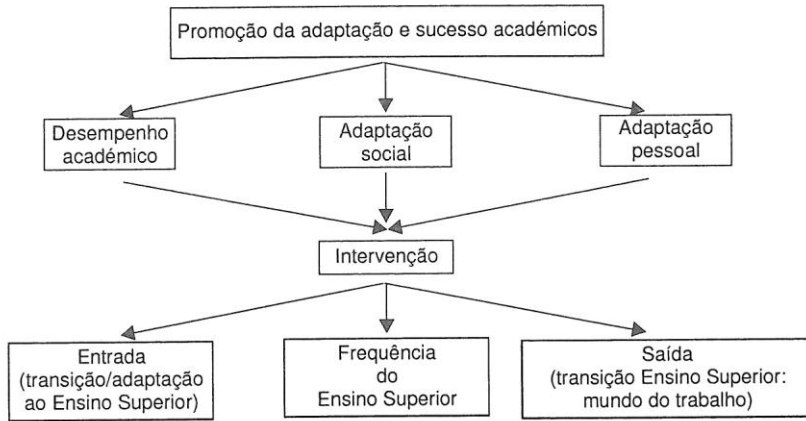 Promoção da adaptação e sucesso académicos
Desempenho
académico
Adaptação
social
Adaptação
pessoal
Intervenção
Entrada
(transição/adaptação
ao Ensino Superior)
Frequência
do
Ensino Superior
Saída
(transição Ensino Superior:
mundo do trabalho)